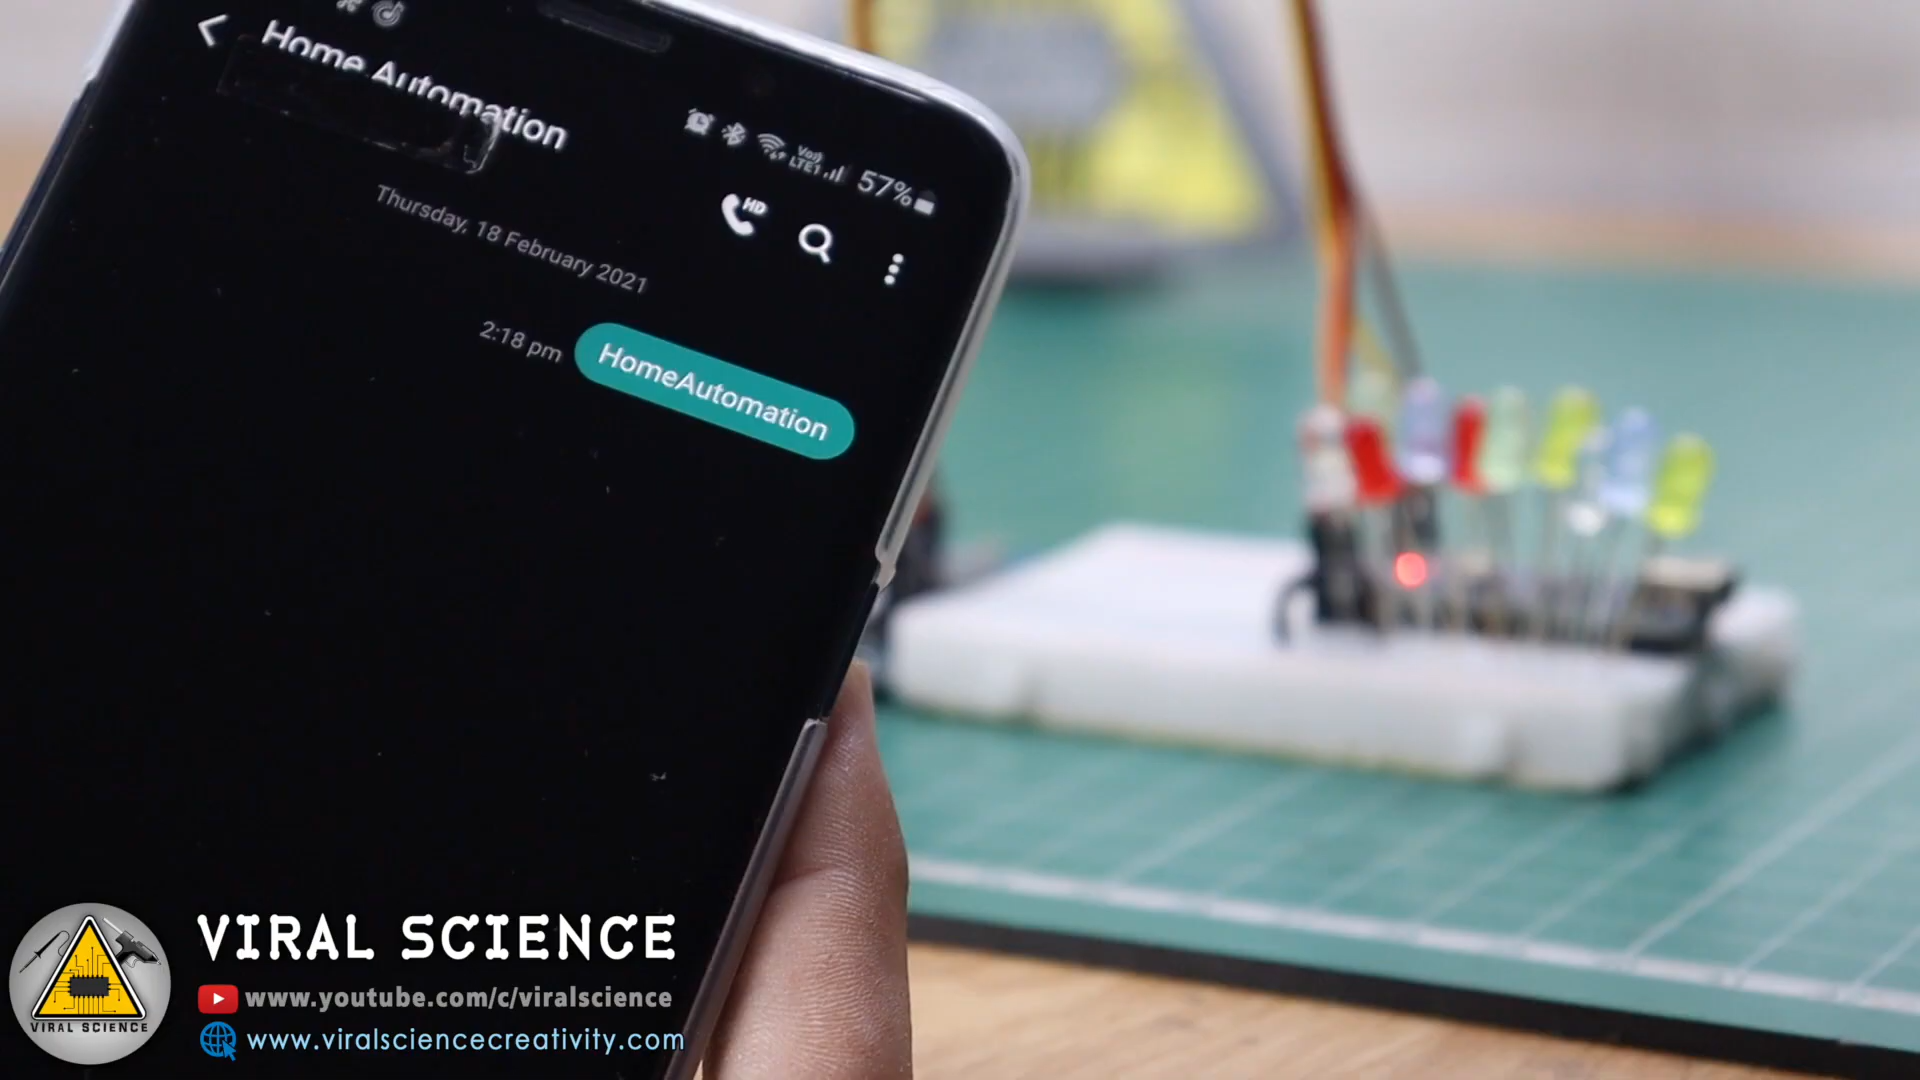 Home Automation
57%
Thursday, 18 February 2021
HD
2:18 pm
HomeAutomation
VIRAL SCIENCE
www.youtube.com/c/viralscience
www.viralsciencecreativity.com
VIRAL SCIENCE